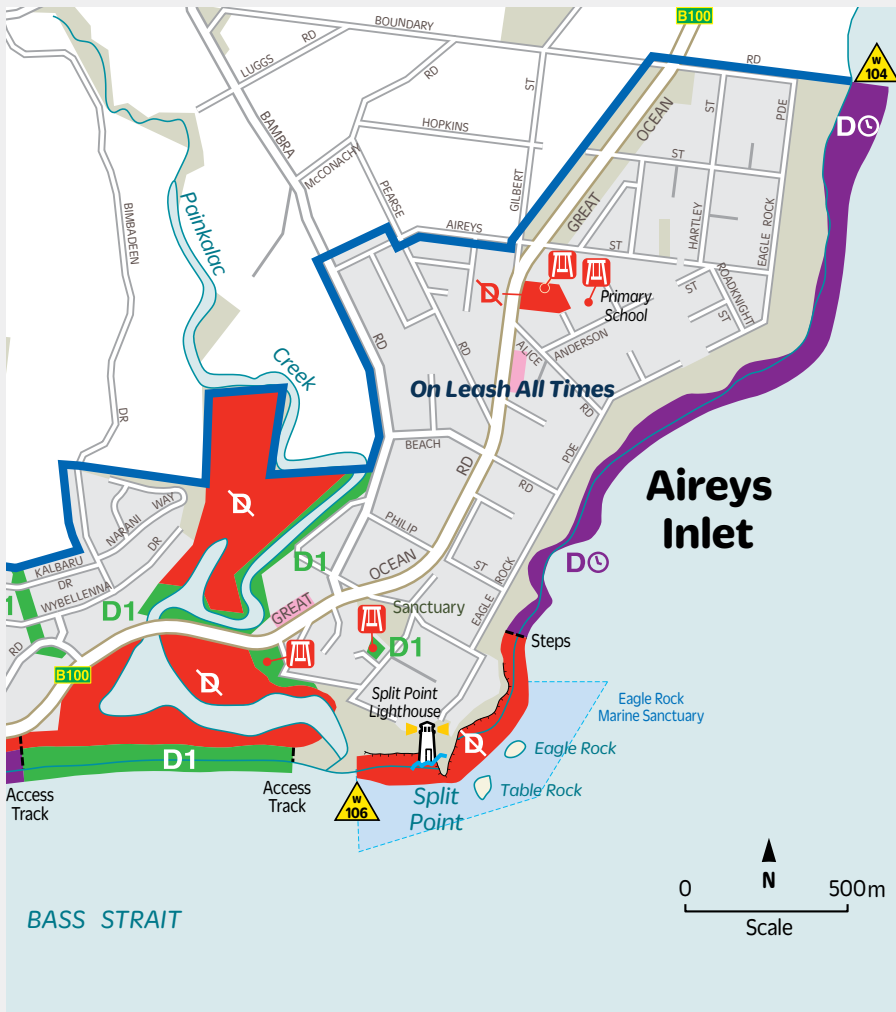 BOUNDARY
B100
RD
W
104
LUGGS
RD
RD
ST
OCEAN
ST
PDE
D
BAMBRA
HOPKINS
ST
McCONACHY
GILBERT
PEARSE
BIMBADEEN
Painkalac
AIREYS
GREAT
HARTLEY
EAGLE ROCK
ST
D
Primary
School
ST
ROADKNIGHT
ST
RD
RD
ALICE
ANDERSON
Creek
On Leash All Times
DR
RD
BEACH
RD
PDE
RD
Aireys
Inlet
D
NARANI WAY
PHILIP
DR
D1
OCEAN
ST
D
KALBARU
DR
WYBELLENNA
1
D1
GREAT
Sanctuary
EAGLE ROCK
RD
D1
Steps
B100
D
Split Point
Lighthouse
Eagle Rock
Marine Sanctuary
D
Eagle Rock
D1
Table Rock
Access
Track
Access
Track
W
106
Split
Point
N
0
500m
Scale
BASS STRAIT